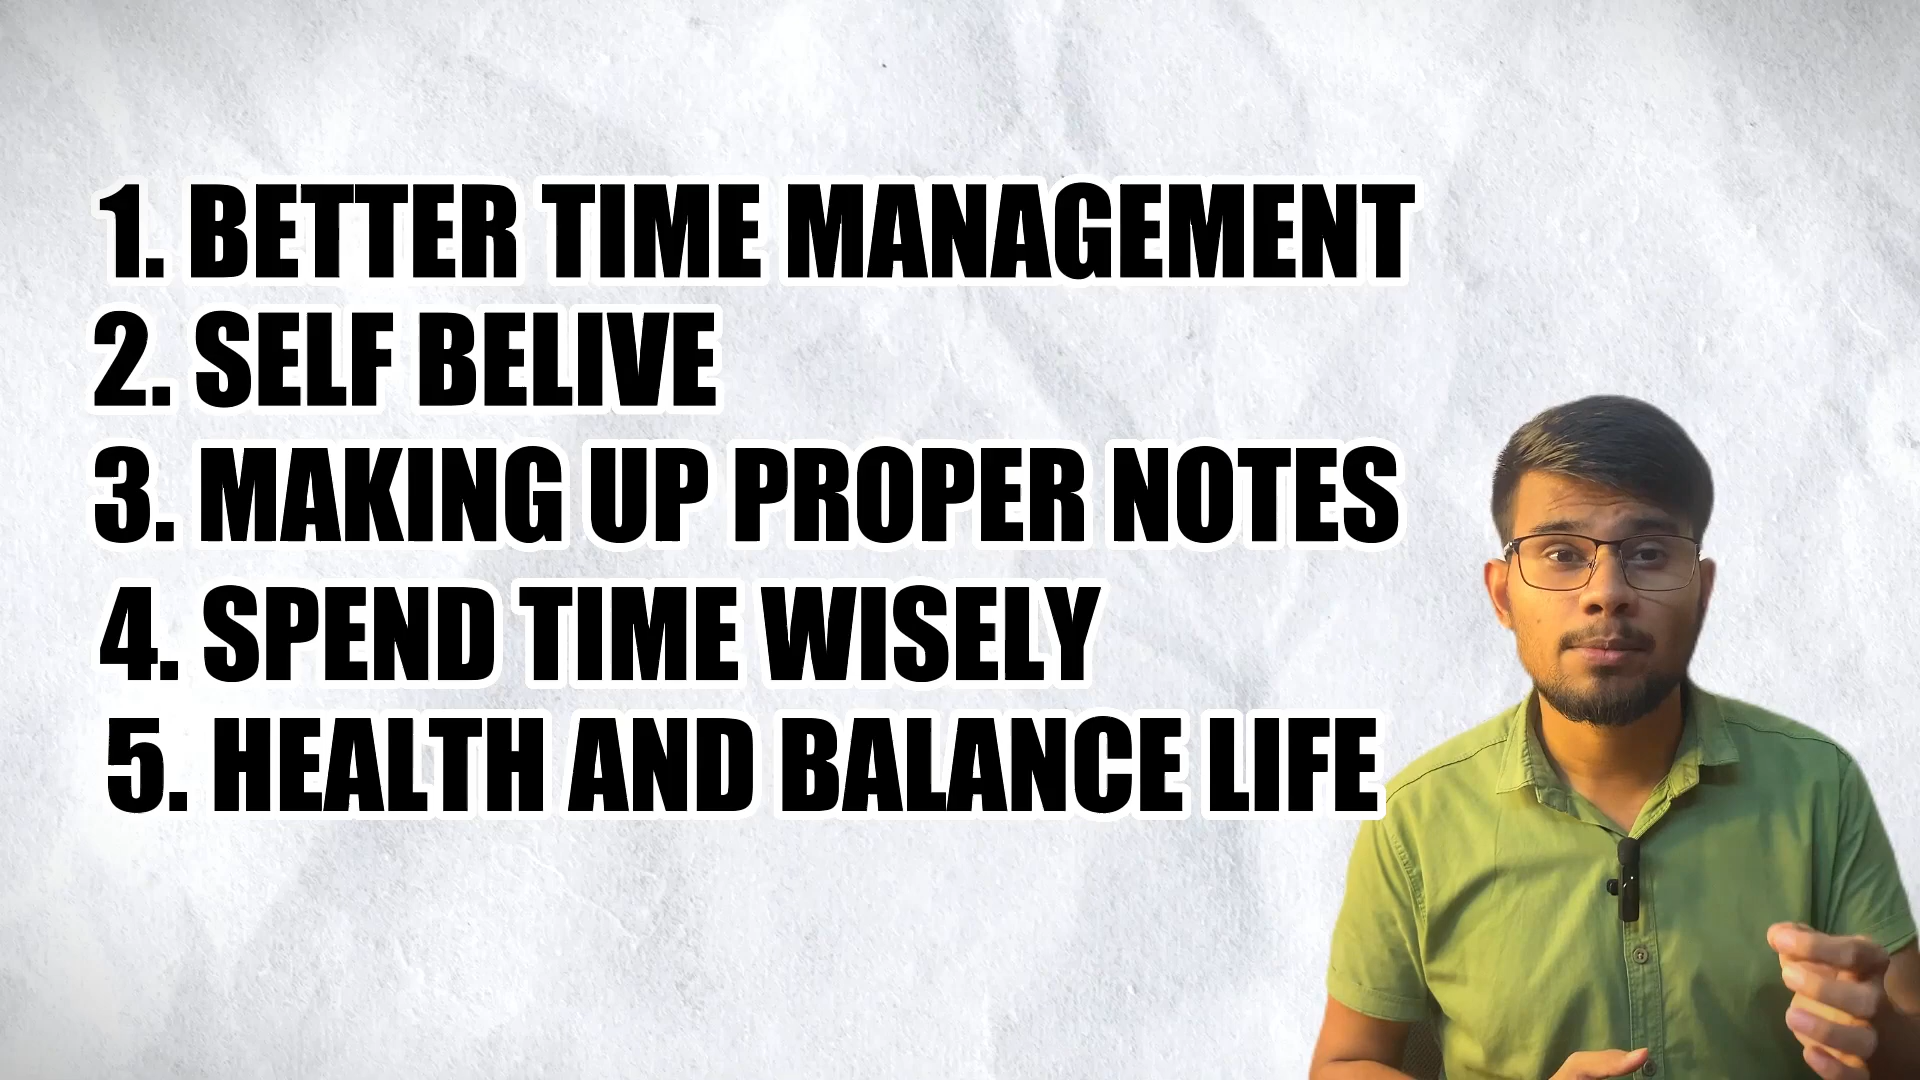 1. BETTER TIME MANAGEMENT
2. SELF BELIVE
3. MAKING UP PROPER NOTES
4. SPEND TIME WISELY
5. HEALTH AND BALANCE LIFE